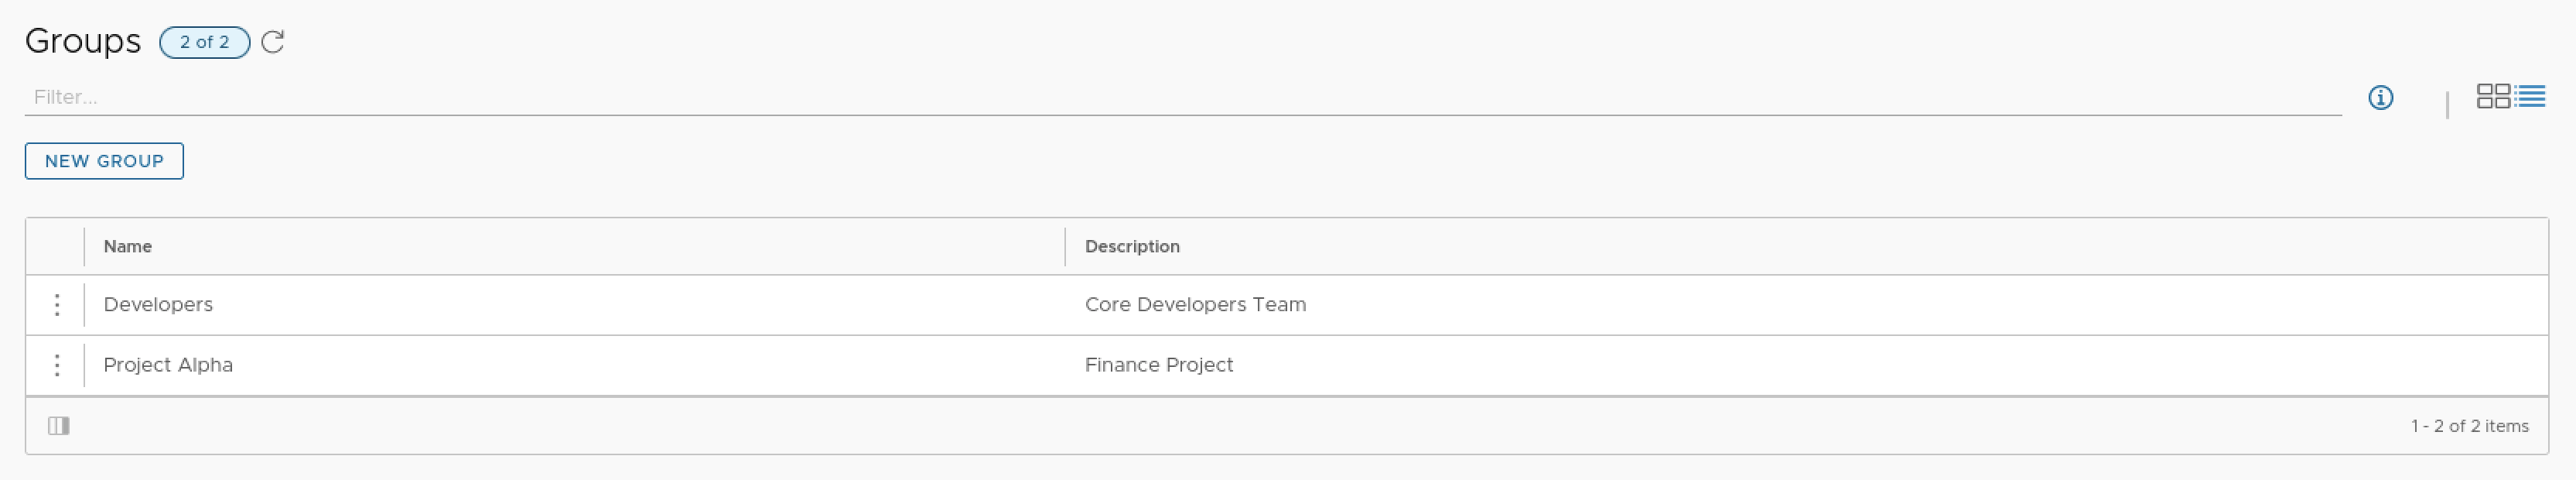 Groups 2 of 2
Filter...
NEW GROUP
Name Description
Developers Core Developers Team
Project Alpha Finance Project
1 - 2 of 2 items